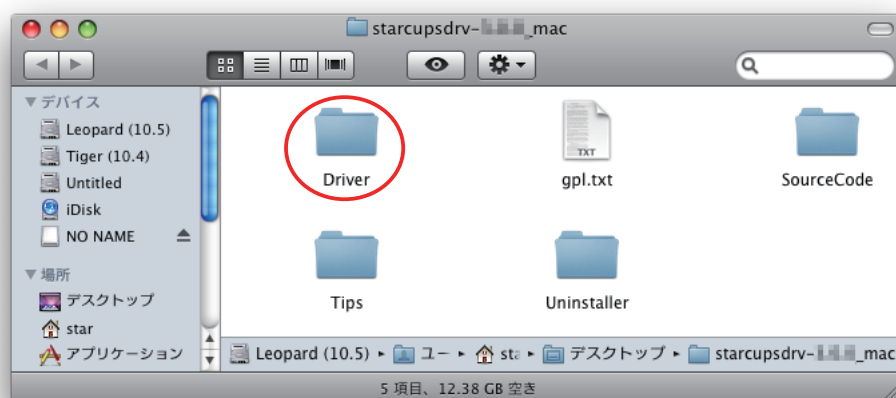 starcupsdrv- _mac
デバイス
Leopard (10.5)
Tiger (10.4)
Untitled
iDisk
NO NAME
場所
デスクトップ
star
アプリケーション
Driver
TXT
gpl.txt
SourceCode
Tips
Uninstaller
Leopard (10.5) ▸ ユー ▸ sta ▸ デスクトップ ▸ starcupsdrv- _mac
5 項目、12.38 GB 空き